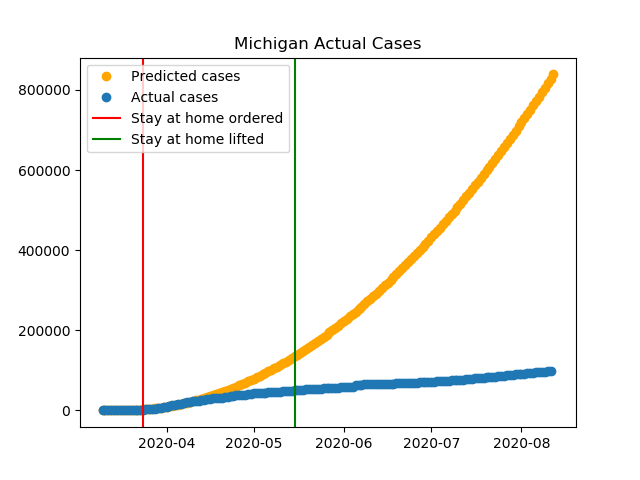 Michigan Actual Cases
Predicted cases
Actual cases
Stay at home ordered
Stay at home lifted
800000
600000
400000
200000
0
2020-04 2020-05 2020-06 2020-07 2020-08